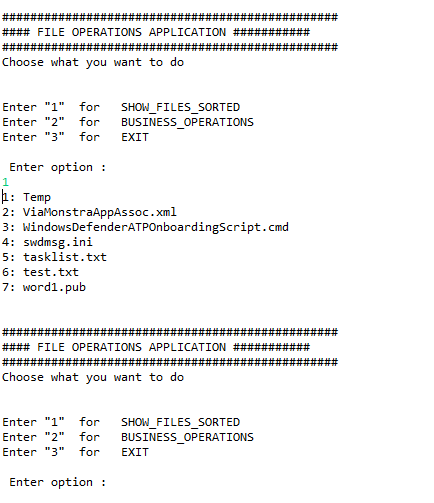 ################################################
#### FILE OPERATIONS APPLICATION ###########
################################################
Choose what you want to do
Enter "1"  for   SHOW_FILES_SORTED
Enter "2"  for   BUSINESS_OPERATIONS
Enter "3"  for   EXIT
Enter option :
1
1: Temp
2: ViaMonstraAppAssoc.xml
3: WindowsDefenderATPOnboardingScript.cmd
4: swdmsg.ini
5: tasklist.txt
6: test.txt
7: word1.pub
################################################
#### FILE OPERATIONS APPLICATION ###########
################################################
Choose what you want to do
Enter "1"  for   SHOW_FILES_SORTED
Enter "2"  for   BUSINESS_OPERATIONS
Enter "3"  for   EXIT
Enter option :